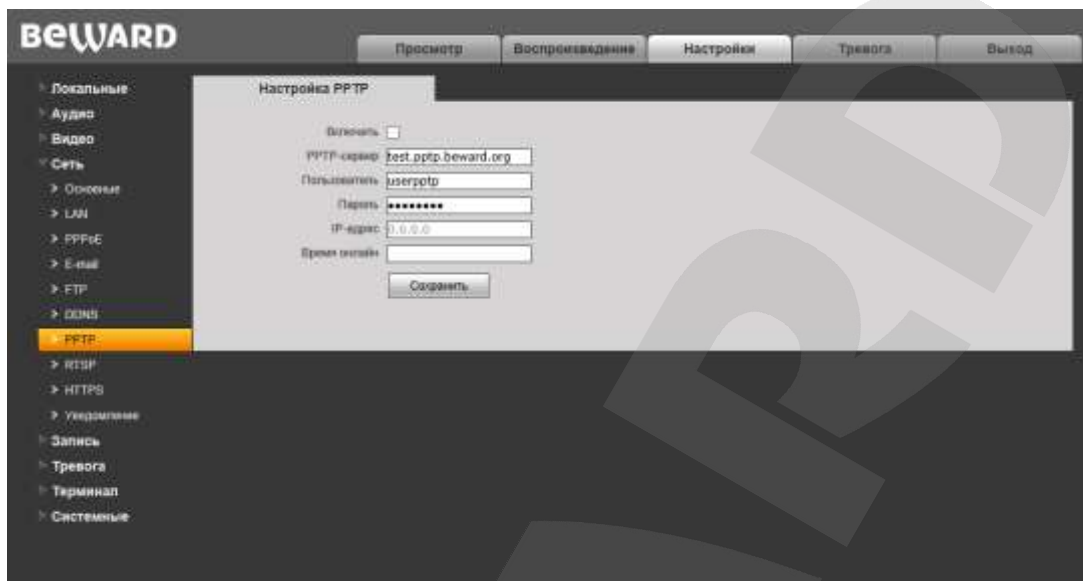 BEWARD
Просмотр
Воспроизведение
Настройки
Тревога
Выход
Локальные
Аудио
Видео
Сеть
Основные
LAN
PPPoE
E-mail
FTP
DDNS
PPTP
RTSP
HTTPS
Уведомление
Запись
Тревога
Терминал
Системные
Настройка PPTP
Включить
PPTP-сервер test.pptp.beward.org
Пользователь userpptp
Пароль ••••••••
IP-адрес 0.0.0.0
Время онлайн
Сохранить